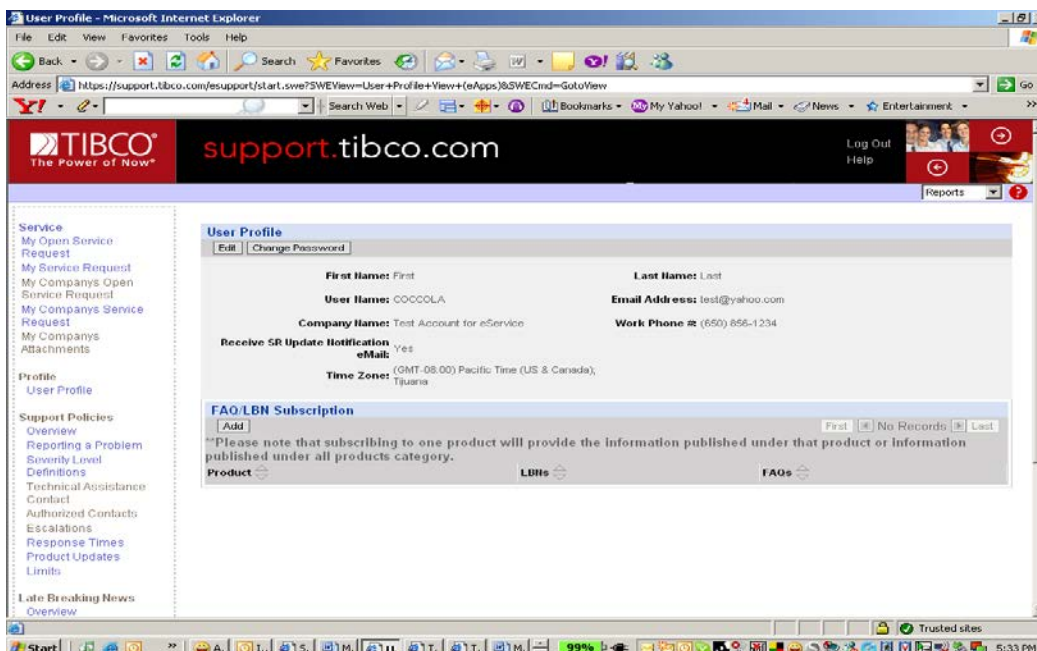 User Profile - Microsoft Internet Explorer
File Edit View Favorites Tools Help
Back Search Favorites
Address https://support.tibco.com/esupport/start.swe?SWEView=User+Profile+View+(eApps)&SWECmd=GotoView Go
Y! Search Web Bookmarks My Yahoo! Mail News Entertainment
TIBCO
The Power of Now®
support.tibco.com
Log Out
Help
Reports
Service
My Open Service
Request
My Service Request
My Companys Open
Service Request
My Companys Service
Request
My Companys
Attachments
Profile
User Profile
Support Policies
Overview
Reporting a Problem
Severity Level
Definitions
Technical Assistance
Contact
Authorized Contacts
Escalations
Response Times
Product Updates
Limits
Late Breaking News
Overview
User Profile
Edit Change Password
First Name: First Last Name: Last
User Name: COCCOLA Email Address: test@yahoo.com
Company Name: Test Account for eService Work Phone #: (650) 856-1234
Receive SR Update Notification
eMail: Yes
Time Zone: (GMT-08:00) Pacific Time (US & Canada);
Tijuana
FAQ/LBN Subscription
Add First No Records Last
**Please note that subscribing to one product will provide the information published under that product or information
published under all products category.
Product LBNs FAQs
Trusted sites
Start 99% 5:33 PM